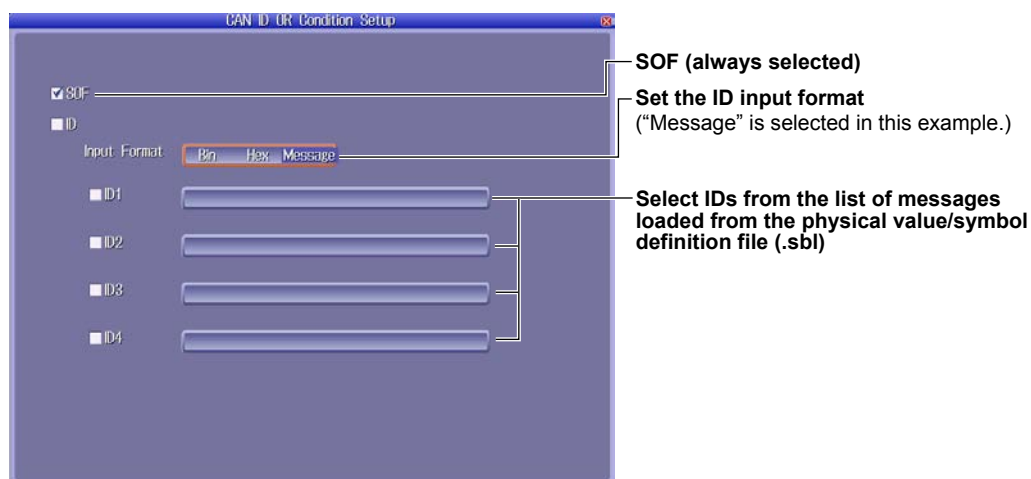 CAN ID OR Condition Setup
SOF (always selected)
SOF
Set the ID input format
(“Message” is selected in this example.)
ID
Input Format
Bin Hex Message
ID1
Select IDs from the list of messages
loaded from the physical value/symbol
definition file (.sbl)
ID2
ID3
ID4